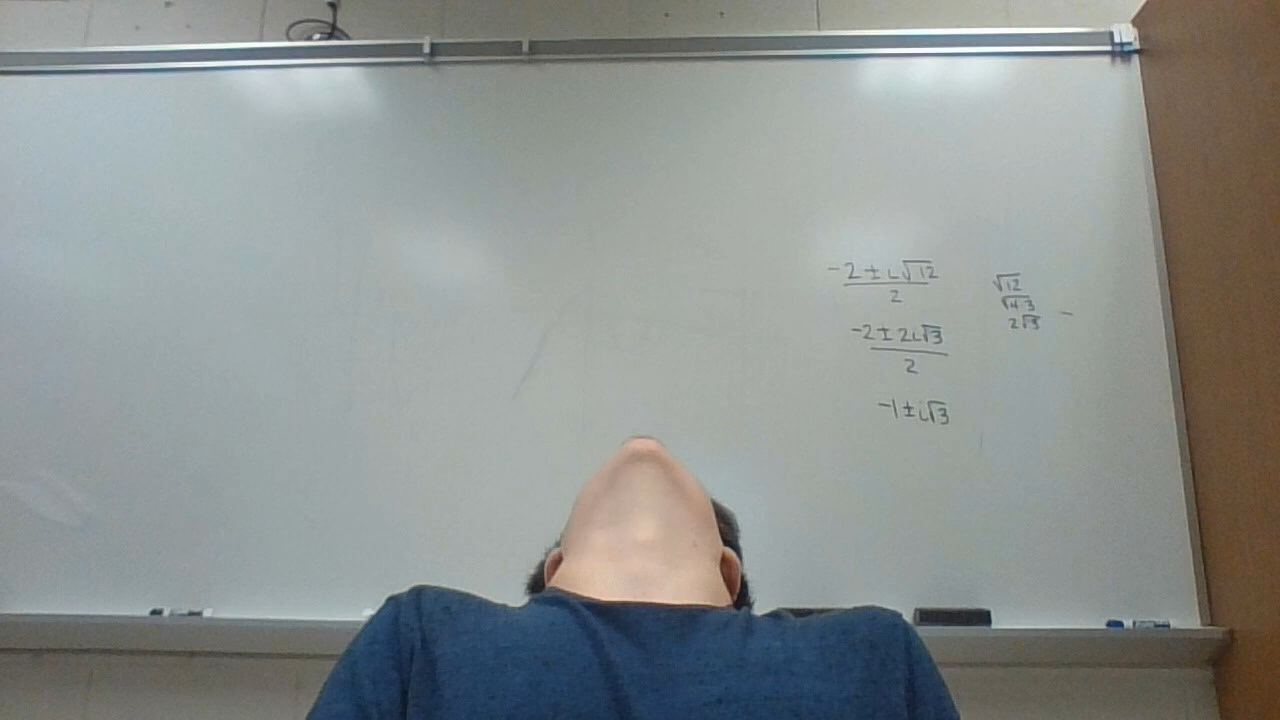 -2 ± i√12
2
-2 ± 2i√3
2
-1 ± i√3
√12
√4·3
2√3